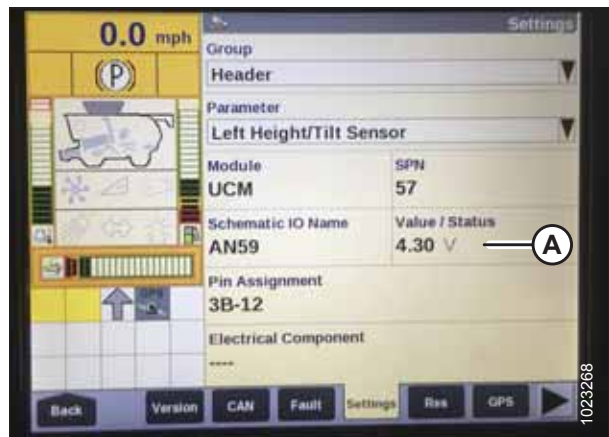 0.0 mph
Settings
(P)
Group
Header
Parameter
Left Height/Tilt Sensor
Module
SPN
UCM
57
Schematic IO Name
Value / Status
AN59
4.30 V
A
Pin Assignment
3B-12
Electrical Component
----
Back
Version
CAN
Fault
Settings
Res
GPS
1023268